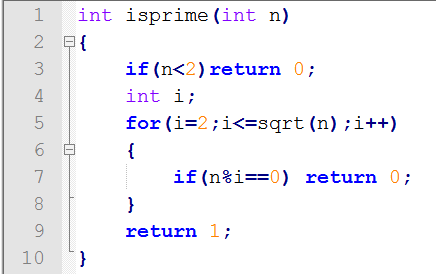 1 int isprime(int n)
2 {
3     if(n<2)return 0;
4     int i;
5     for(i=2;i<=sqrt(n);i++)
6     {
7         if(n%i==0) return 0;
8     }
9     return 1;
10 }